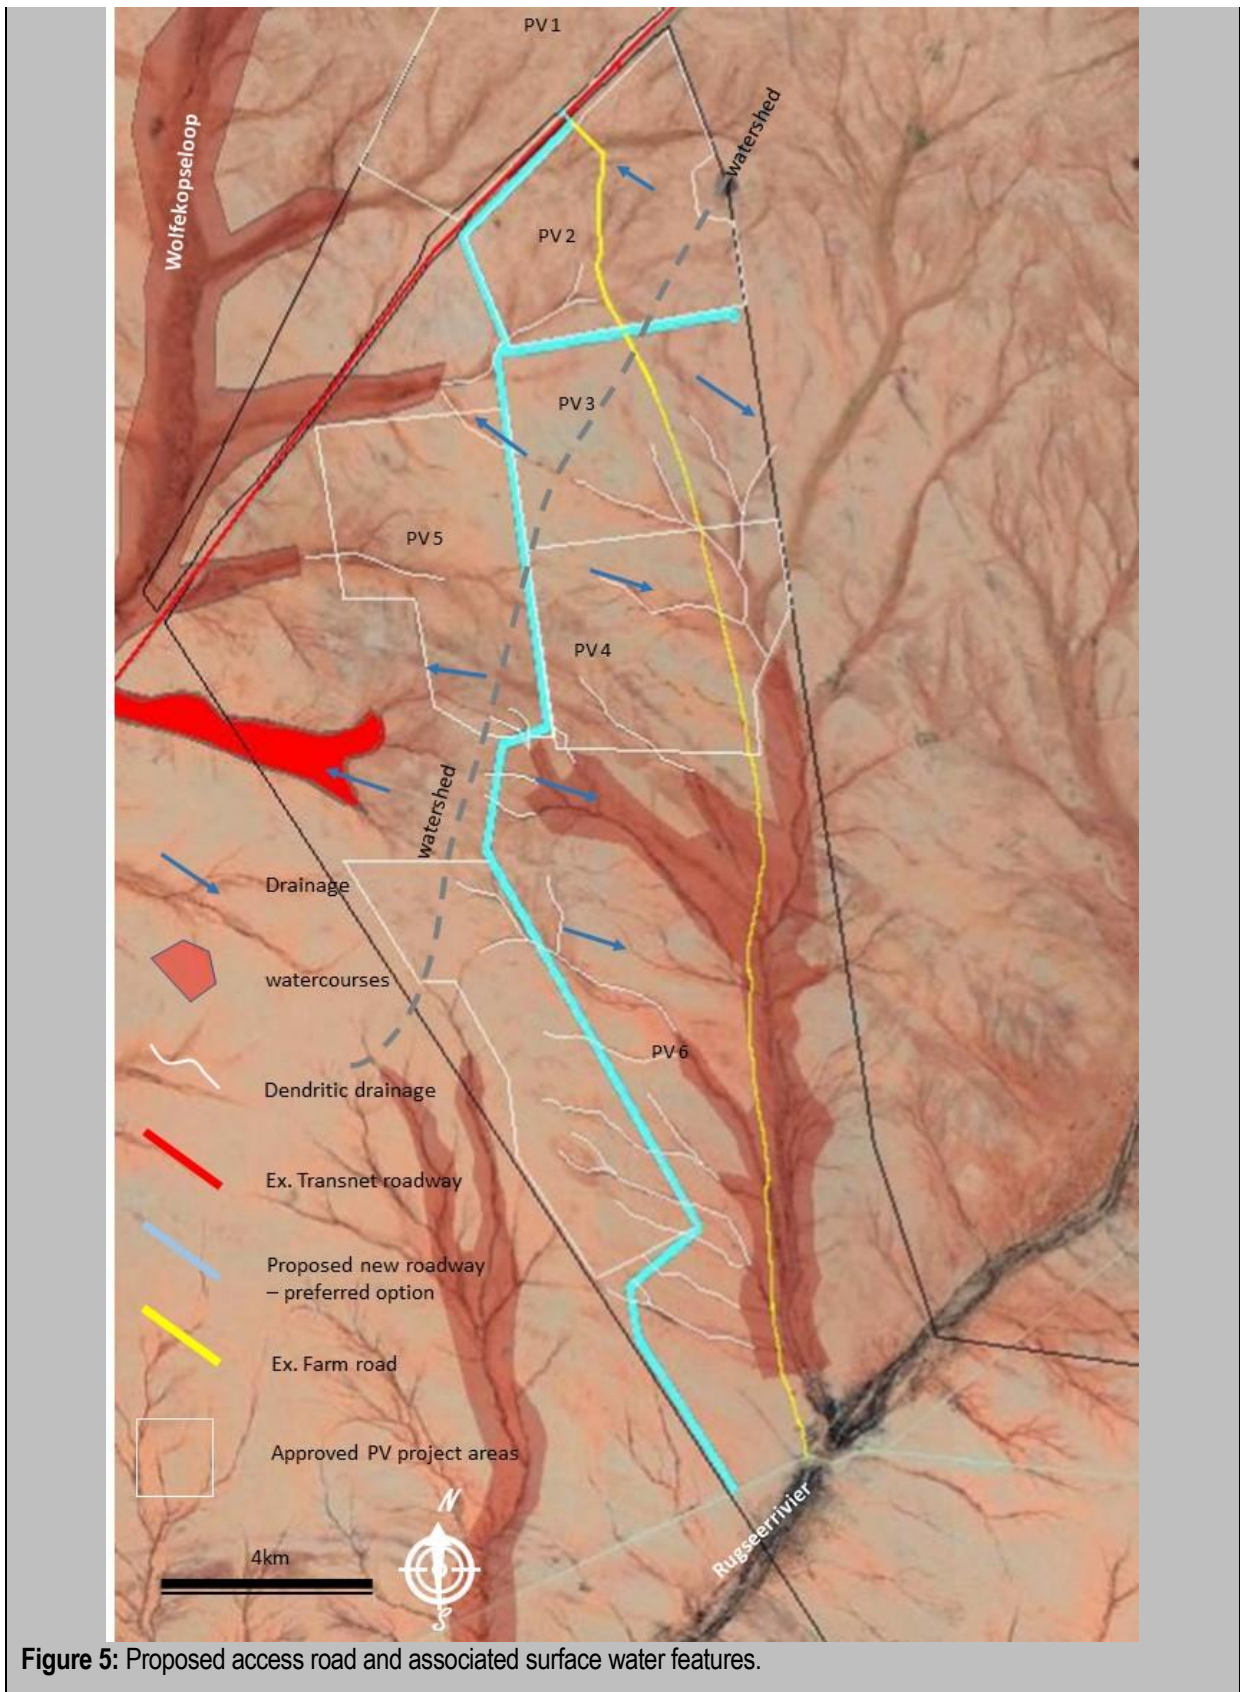 PV 1
watershed
Wolfekopseloop
PV 2
PV 3
PV 5
PV 4
watershed
Drainage
watercourses
PV 6
Dendritic drainage
Ex. Transnet roadway
Proposed new roadway
– preferred option
Ex. Farm road
Approved PV project areas
N
4km
S
Rugseerrivier
Figure 5: Proposed access road and associated surface water features.